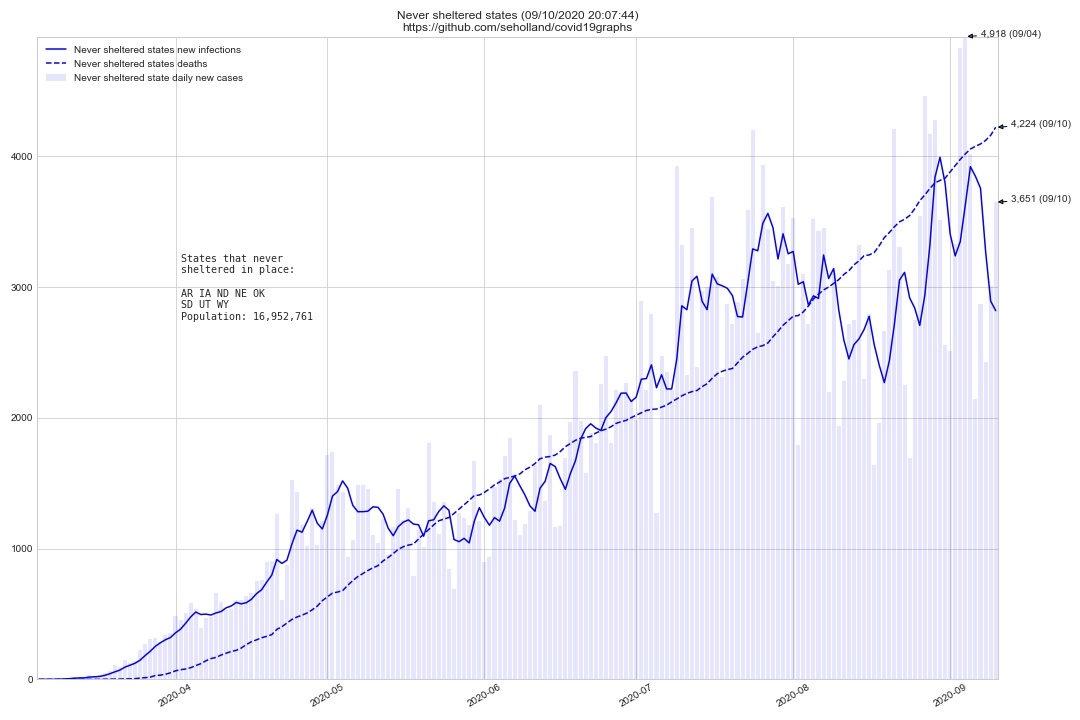 Never sheltered states (09/10/2020 20:07:44)
https://github.com/seholland/covid19graphs
Never sheltered states new infections
Never sheltered states deaths
Never sheltered state daily new cases
4,918 (09/04)
4,224 (09/10)
3,651 (09/10)
States that never
sheltered in place:
AR IA ND NE OK
SD UT WY
Population: 16,952,761
4000
3000
2000
1000
0
2020-04
2020-05
2020-06
2020-07
2020-08
2020-09